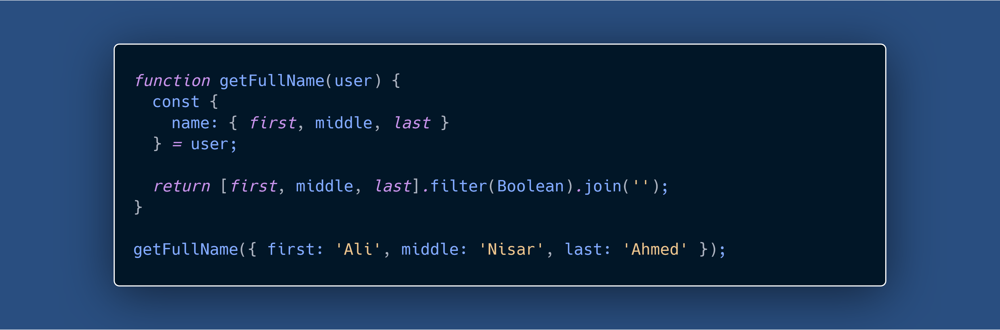 function getFullName(user) {
  const {
    name: { first, middle, last }
  } = user;

  return [first, middle, last].filter(Boolean).join('');
}

getFullName({ first: 'Ali', middle: 'Nisar', last: 'Ahmed' });